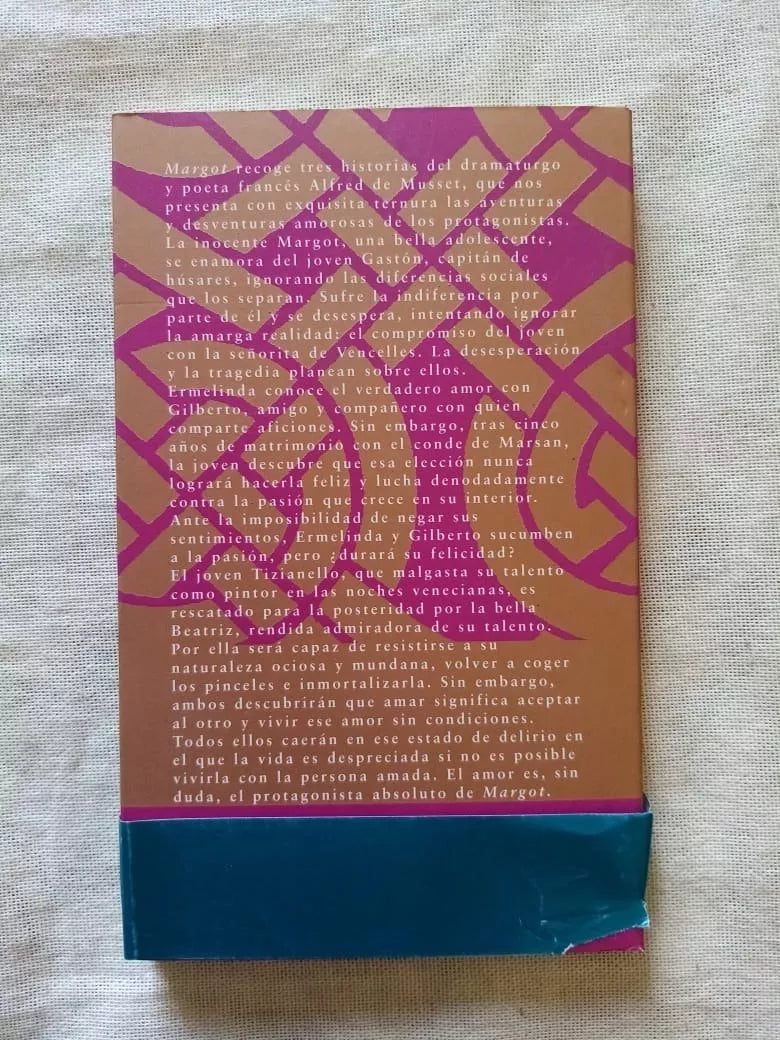 Margot recoge tres historias del dramaturgo
y poeta francés Alfred de Musset, que nos
presenta con exquisita ternura las aventuras
y desventuras amorosas de los protagonistas.
La inocente Margot, una bella adolescente,
se enamora del joven Gastón, capitán de
húsares, ignorando las diferencias sociales
que los separan. Sufre la indiferencia por
parte de él y se desespera, intentando ignorar
la amarga realidad: el compromiso del joven
con la señorita de Vencelles. La desesperación
y la tragedia planean sobre ellos.
Ermelinda conoce el verdadero amor con
Gilberto, amigo y compañero con quien
comparte aficiones. Sin embargo, tras cinco
años de matrimonio con el conde de Marsan,
la joven descubre que esa elección nunca
logrará hacerla feliz y lucha denodadamente
contra la pasión que crece en su interior.
Ante la imposibilidad de negar sus
sentimientos, Ermelinda y Gilberto sucumben
a la pasión, pero ¿durará su felicidad?
El joven Tizianello, que malgasta su talento
como pintor en las noches venecianas, es
rescatado para la posteridad por la bella
Beatriz, rendida admiradora de su talento.
Por ella será capaz de resistirse a su
naturaleza ociosa y mundana, volver a coger
los pinceles e inmortalizarla. Sin embargo,
ambos descubrirán que amar significa aceptar
al otro y vivir ese amor sin condiciones.
Todos ellos caerán en ese estado de delirio en
el que la vida es despreciada si no es posible
vivirla con la persona amada. El amor es, sin
duda, el protagonista absoluto de Margot.